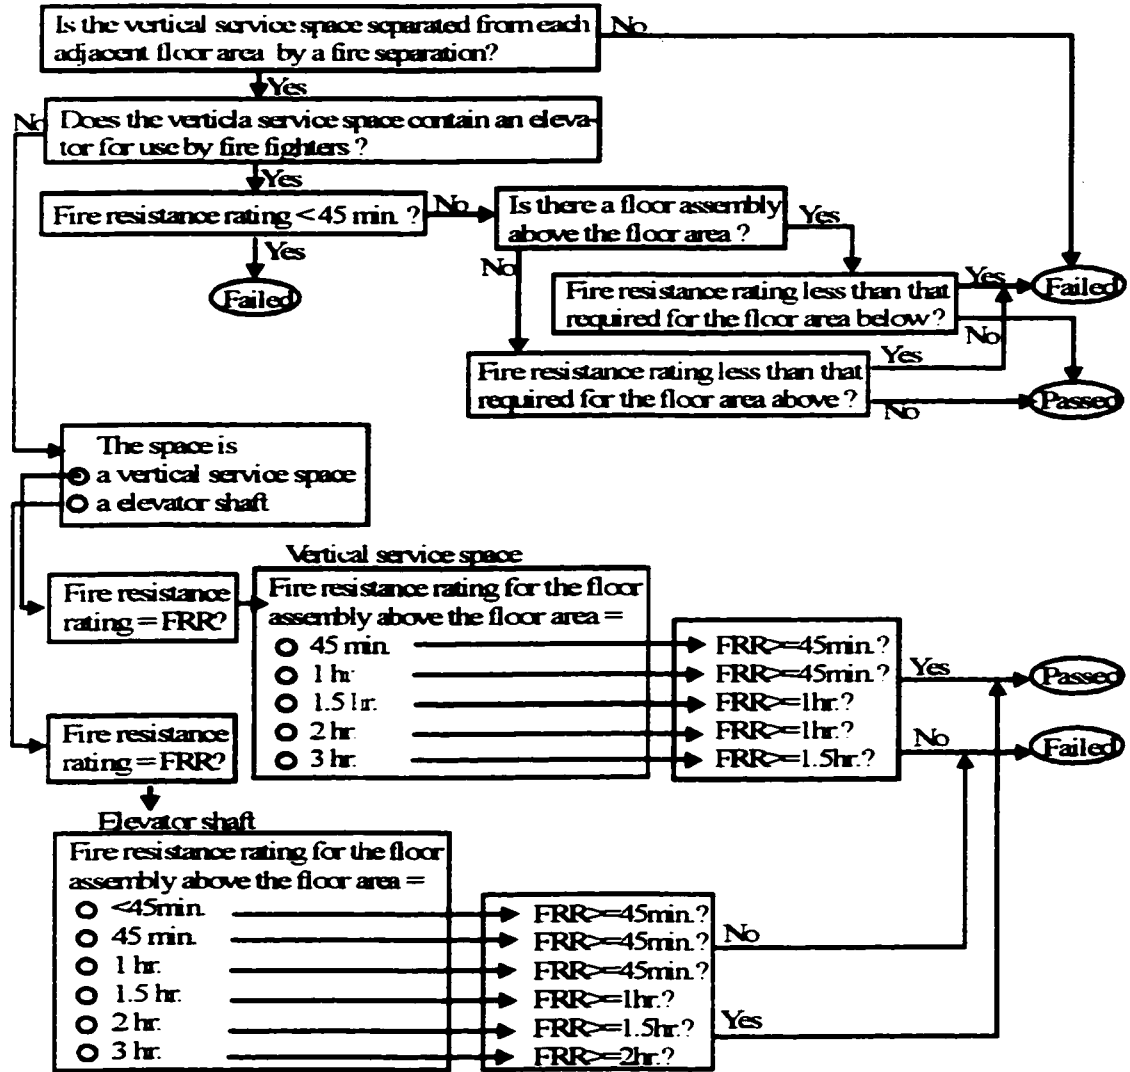 Is the vertical service space separated from each
adjacent floor area by a fire separation?
No
Yes
No
Does the verticla service space contain an eleva-
tor for use by fire fighters ?
Yes
Fire resistance rating < 45 min. ?
No
Is there a floor assembly
above the floor area ?
Yes
Yes
Failed
No
Fire resistance rating less than that
required for the floor area below ?
Yes
Failed
No
Fire resistance rating less than that
required for the floor area above ?
Yes
No
Passed
The space is
a vertical service space
a elevator shaft
Vertical service space
Fire resistance
rating = FRR?
Fire resistance rating for the floor
assembly above the floor area =
45 min.
1 hr
1.5 hr.
2 hr.
3 hr.
FRR>=45min.?
FRR>=45min.?
FRR>=1hr.?
FRR>=1hr.?
FRR>=1.5hr.?
Yes
Passed
No
Failed
Fire resistance
rating = FRR?
Elevator shaft
Fire resistance rating for the floor
assembly above the floor area =
<45min.
45 min.
1 hr.
1.5 hr.
2 hr.
3 hr.
FRR>=45min.?
FRR>=45min.?
FRR>=45min.?
FRR>=1hr.?
FRR>=1.5hr.?
FRR>=2hr.?
No
Yes